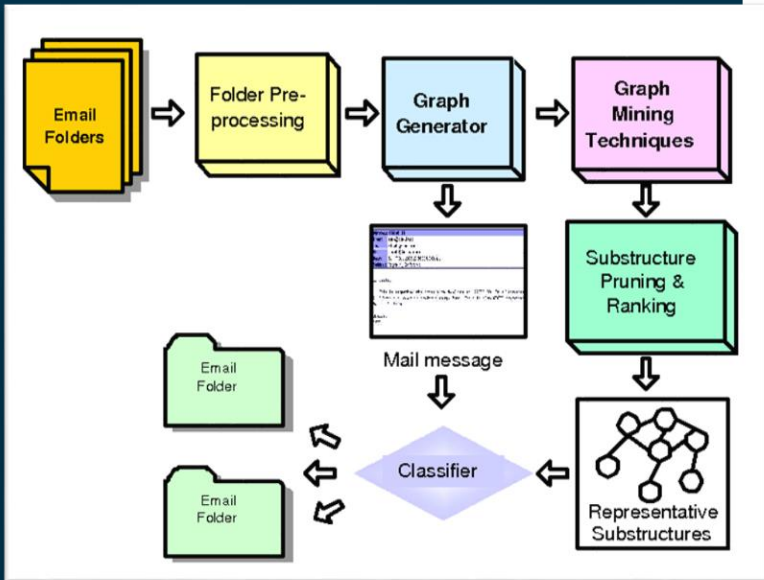 Email
Folders
Folder Pre-
processing
Graph
Generator
Graph
Mining
Techniques
Substructure
Pruning &
Ranking
Mail message
Email
Folder
Classifier
Email
Folder
Representative
Substructures